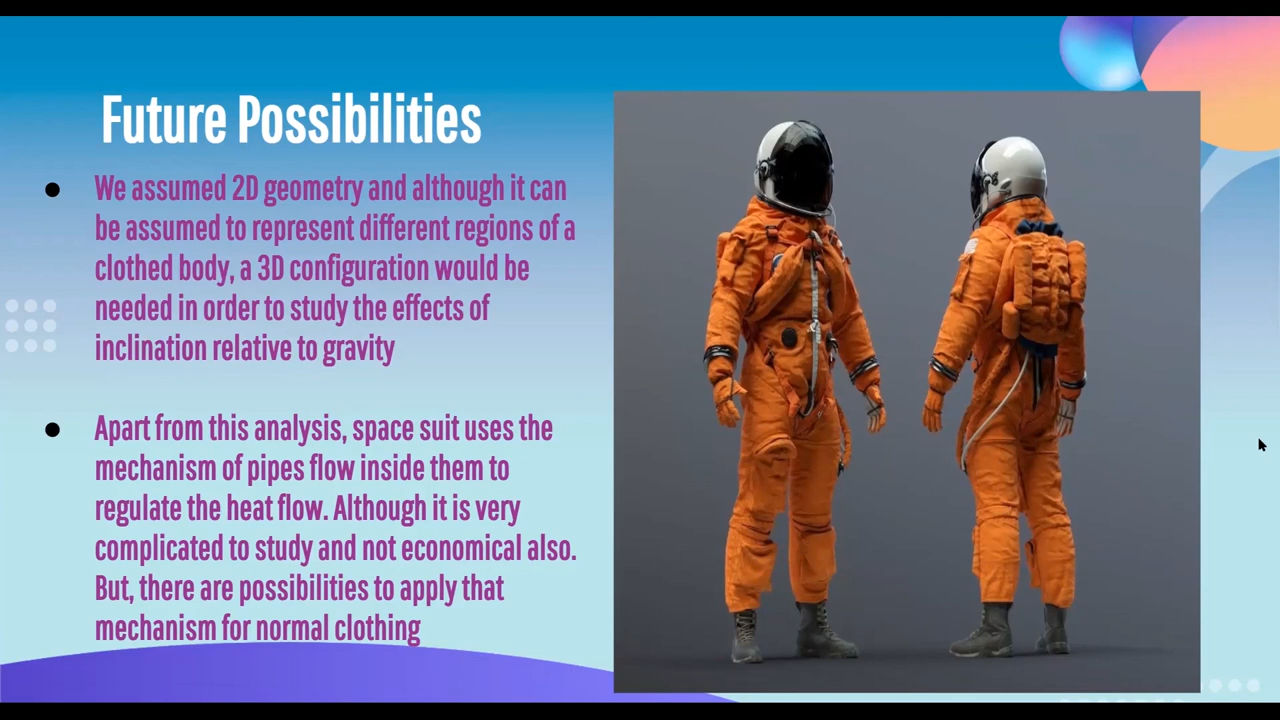 Future Possibilities
We assumed 2D geometry and although it can
be assumed to represent different regions of a
clothed body, a 3D configuration would be
needed in order to study the effects of
inclination relative to gravity
Apart from this analysis, space suit uses the
mechanism of pipes flow inside them to
regulate the heat flow. Although it is very
complicated to study and not economical also.
But, there are possibilities to apply that
mechanism for normal clothing